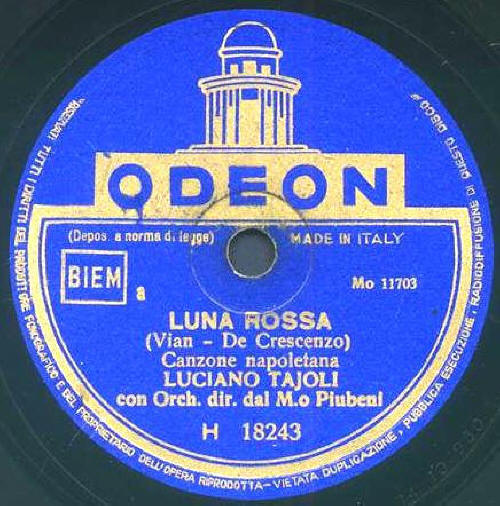 RISERVATI TUTTI I DIRITTI DEL PRODUTTORE FONOGRAFICO E DEL PROPRIETARIO DELL'OPERA RIPRODOTTA - VIETATA DUPLICAZIONE, PUBBLICA ESECUZIONE, RADIODIFFUSIONE DI QUESTO DISCO
ODEON
(Depos. a norma di legge)
MADE IN ITALY
BIEM
a
Mo 11703
LUNA ROSSA
(Vian - De Crescenzo)
Canzone napoletana
LUCIANO TAJOLI
con Orch. dir. dal M.o Piubeni
H 18243